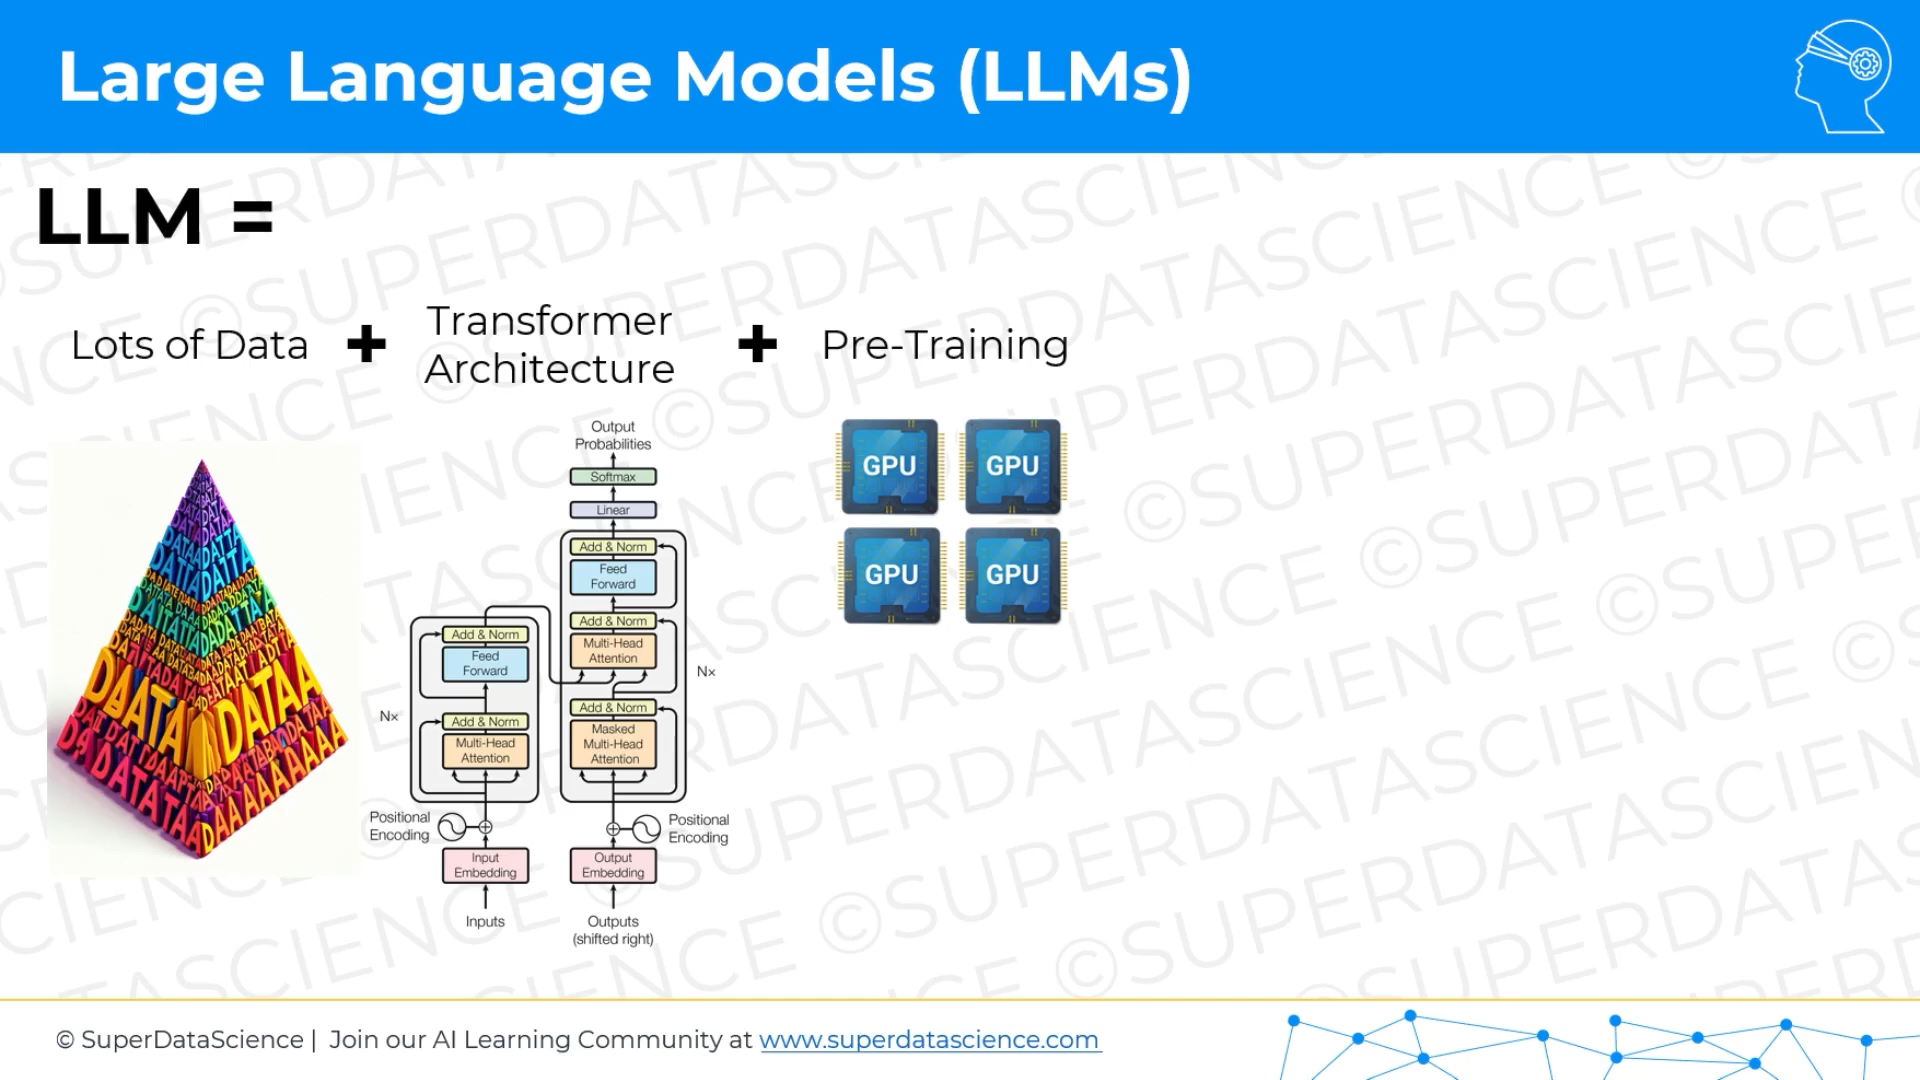 Large Language Models (LLMs)
LLM =
Lots of Data
+
Transformer
Architecture
+
Pre-Training
Output
Probabilities
Softmax
Linear
Add & Norm
Feed
Forward
Add & Norm
Multi-Head
Attention
Add & Norm
Masked
Multi-Head
Attention
Nx
Add & Norm
Feed
Forward
Add & Norm
Multi-Head
Attention
Nx
Positional
Encoding
Positional
Encoding
Input
Embedding
Output
Embedding
Inputs
Outputs
(shifted right)
GPU GPU
GPU GPU
DATAA
©SUPERDATASCIENCE
© SuperDataScience | Join our AI Learning Community at www.superdatascience.com